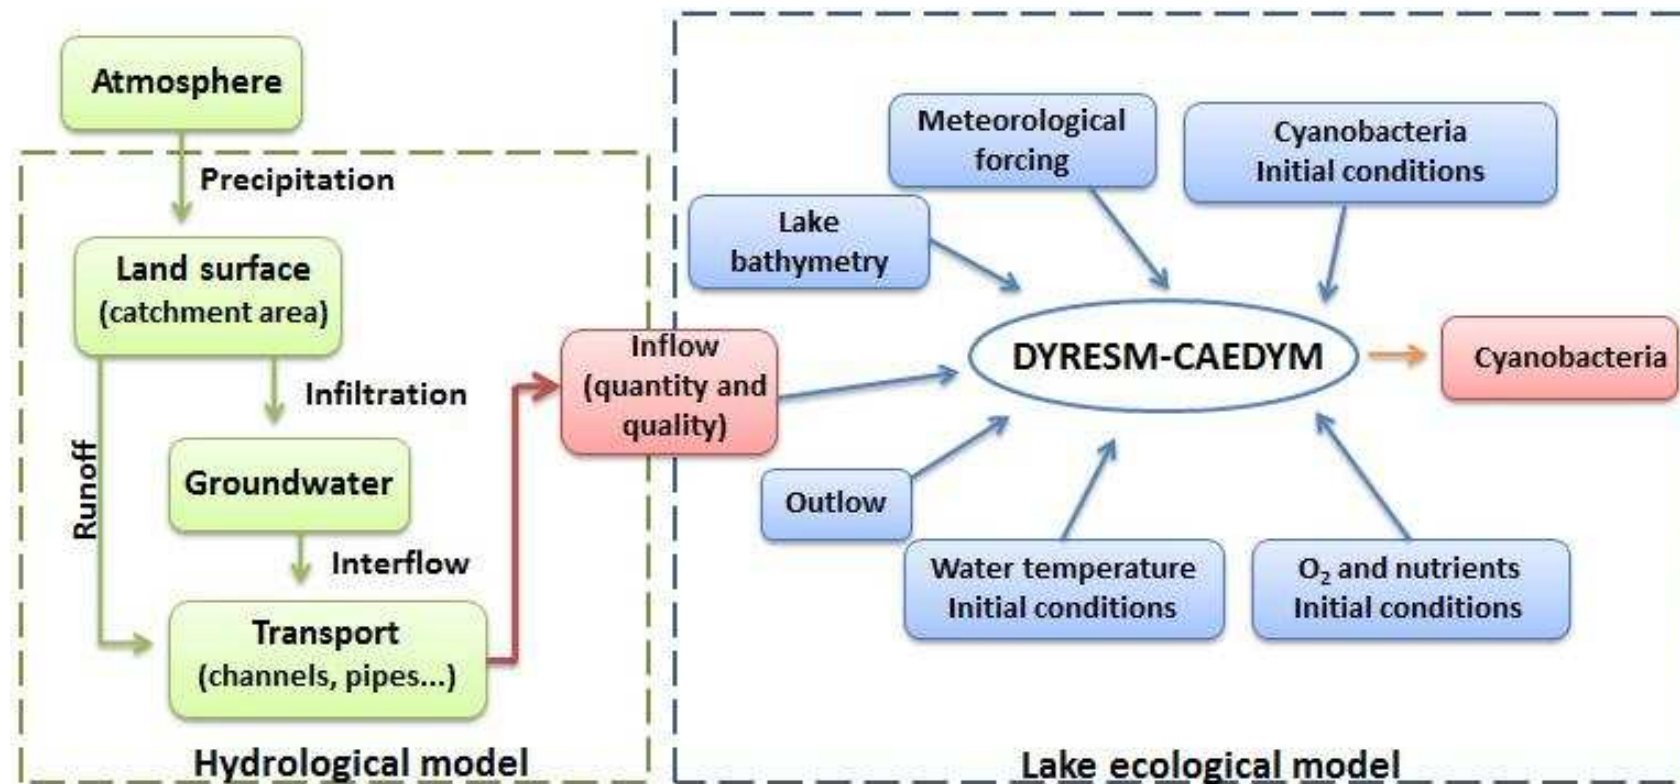 Atmosphere
Precipitation
Land surface
(catchment area)
Infiltration
Runoff
Groundwater
Interflow
Transport
(channels, pipes...)
Hydrological model
Inflow
(quantity and
quality)
Meteorological
forcing
Cyanobacteria
Initial conditions
Lake
bathymetry
DYRESM-CAEDYM
Cyanobacteria
Outlow
Water temperature
Initial conditions
O₂ and nutrients
Initial conditions
Lake ecological model